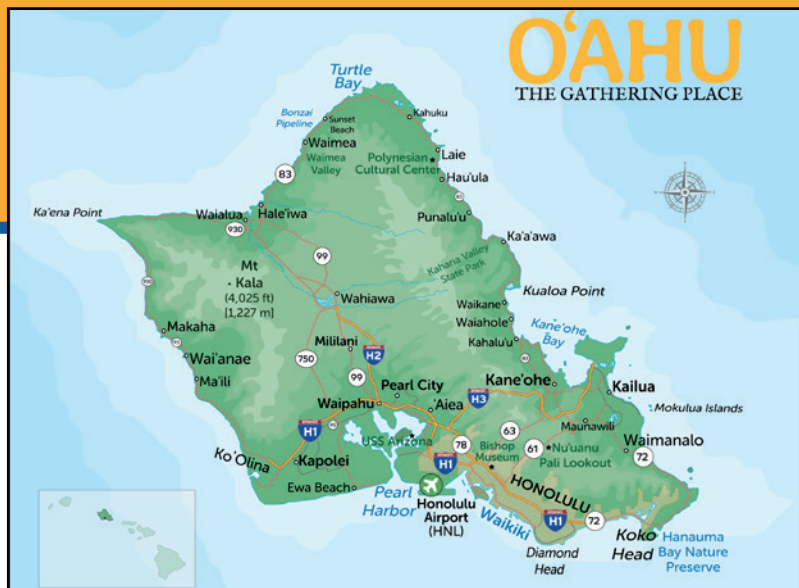 O'AHU
THE GATHERING PLACE
Turtle
Bay
Bonzai
Pipeline
Sunset
Beach
Kahuku
Waimea
Waimea
Valley
Laie
Polynesian
Cultural Center
Hau'ula
83
83
Punalu'u
Ka'ena Point
Waialua
Hale'iwa
930
99
Ka'a'awa
Kahana Valley
State Park
Mt
Kala
(4,025 ft)
[1,227 m]
Wahiawa
Kualoa Point
930
Waikane
Waiahole
Kane'ohe
Bay
Kahalu'u
Makaha
93
Wai'anae
Ma'ili
Mililani
H2
750
99
83
Kane'ohe
Kailua
Pearl City
H3
Waipahu
'Aiea
Mokulua Islands
Maunawili
H1
USS Arizona
78
63
61
Bishop
Museum
Nu'uanu
Pali Lookout
Waimanalo
72
Ko'Olina
Kapolei
H1
HONOLULU
Ewa Beach
Pearl
Harbor
Honolulu
Airport
(HNL)
Waikiki
H1
72
Koko
Head
Hanauma
Bay Nature
Preserve
Diamond
Head